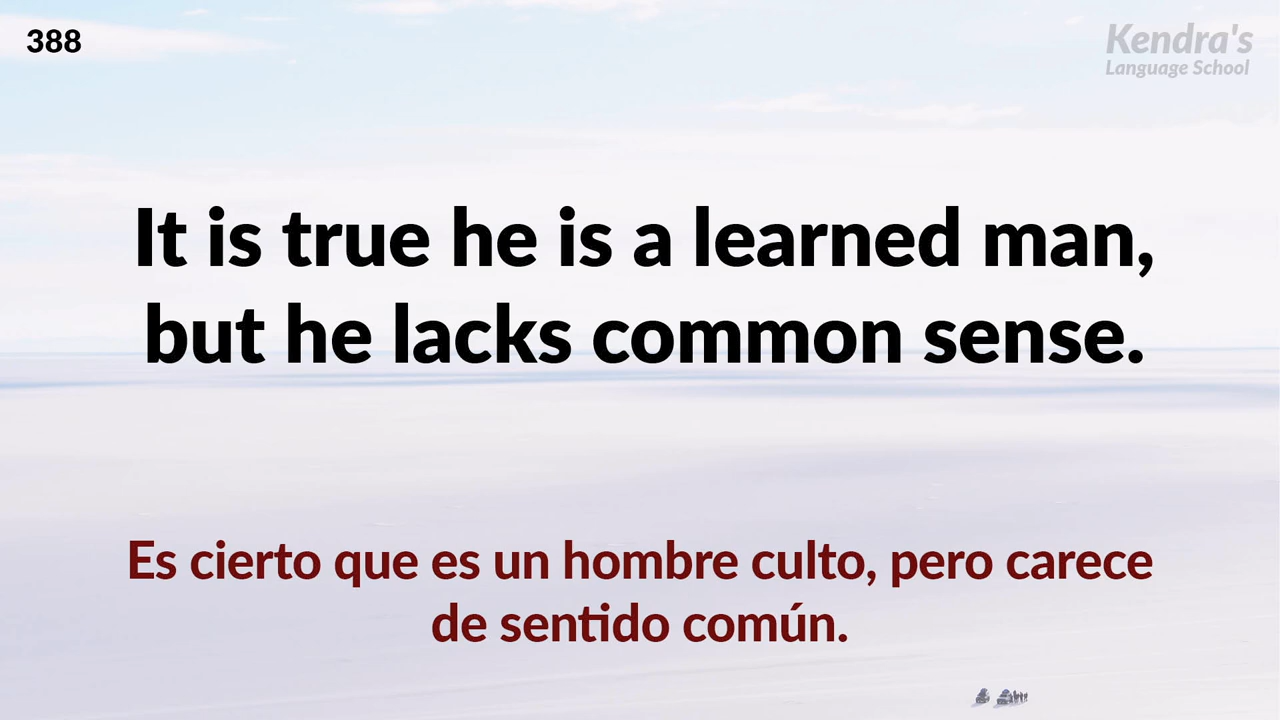 388
Kendra's
Language School
It is true he is a learned man,
but he lacks common sense.
Es cierto que es un hombre culto, pero carece
de sentido común.